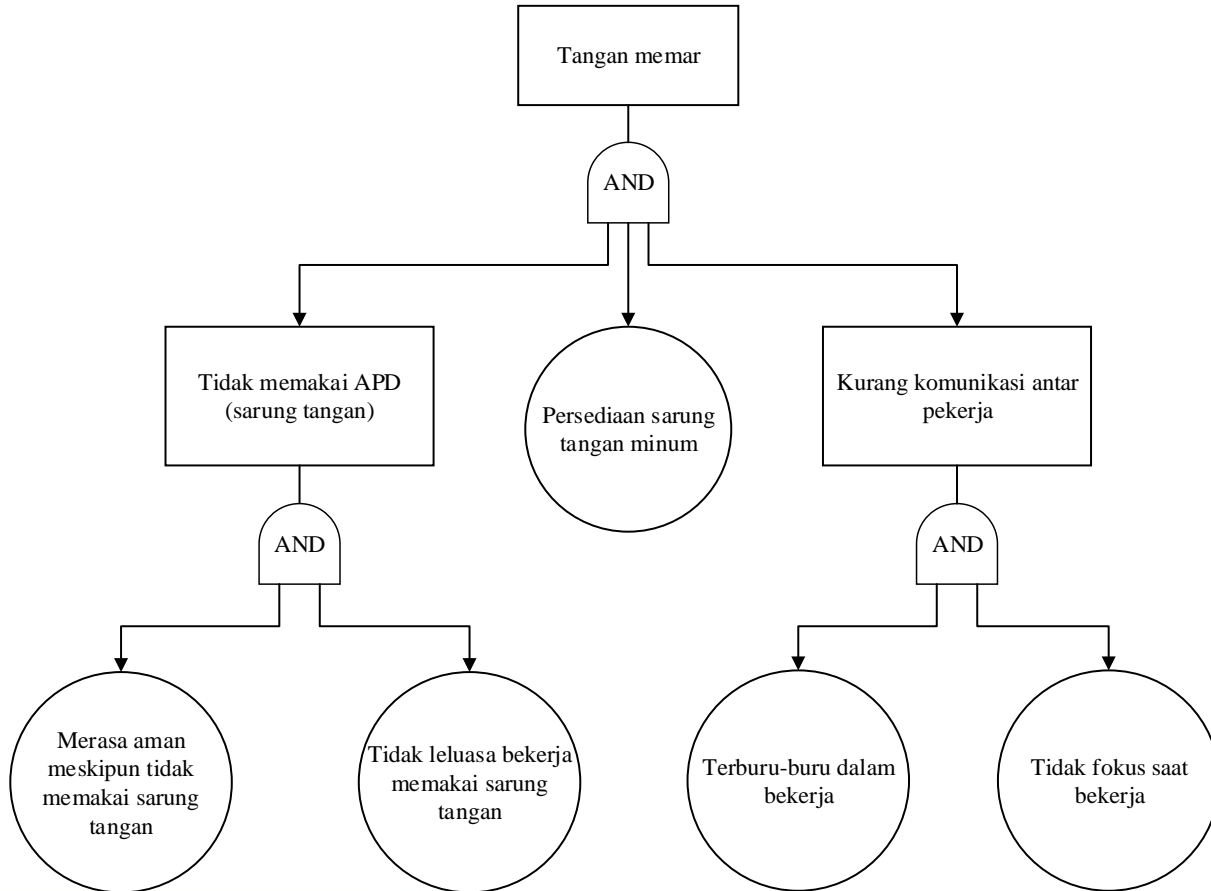 Tangan memar
AND
Tidak memakai APD
(sarung tangan)
Persediaan sarung
tangan minum
Kurang komunikasi antar
pekerja
AND
AND
Merasa aman
meskipun tidak
memakai sarung
tangan
Tidak leluasa bekerja
memakai sarung
tangan
Terburu-buru dalam
bekerja
Tidak fokus saat
bekerja